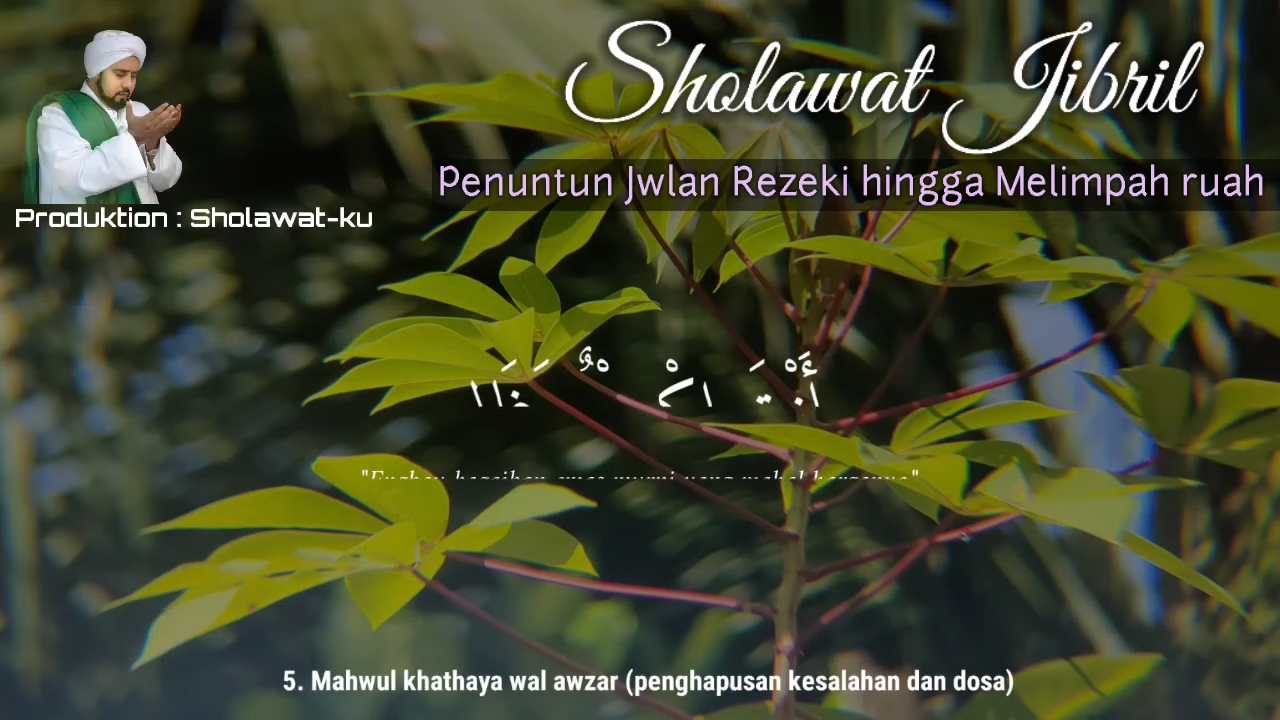 Sholawat Jibril
Penuntun Jwlan Rezeki hingga Melimpah ruah
Produktion : Sholawat-ku
5. Mahwul khathaya wal awzar (penghapusan kesalahan dan dosa)